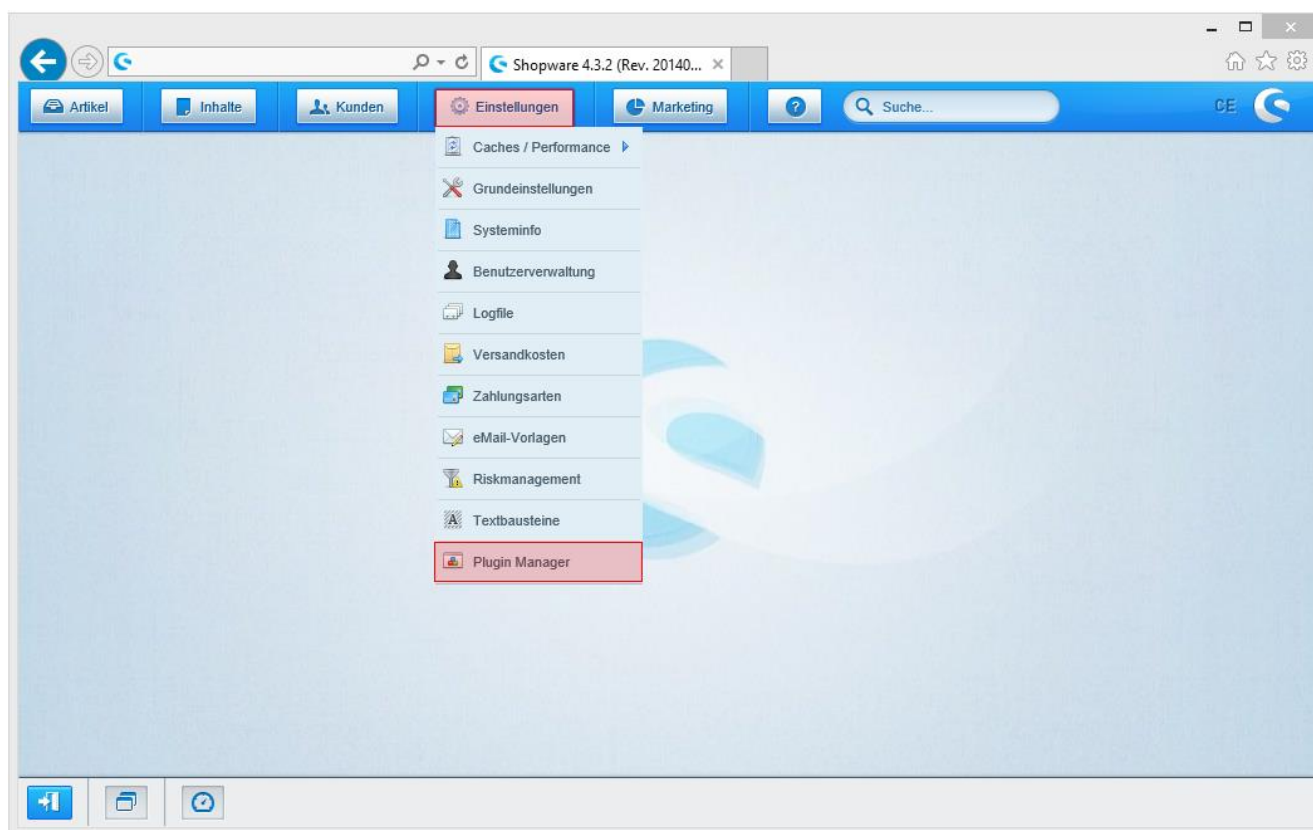 Shopware 4.3.2 (Rev. 20140...
Artikel Inhalte Kunden Einstellungen Marketing Suche... CE
Caches / Performance
Grundeinstellungen
Systeminfo
Benutzerverwaltung
Logfile
Versandkosten
Zahlungsarten
eMail-Vorlagen
Riskmanagement
Textbausteine
Plugin Manager